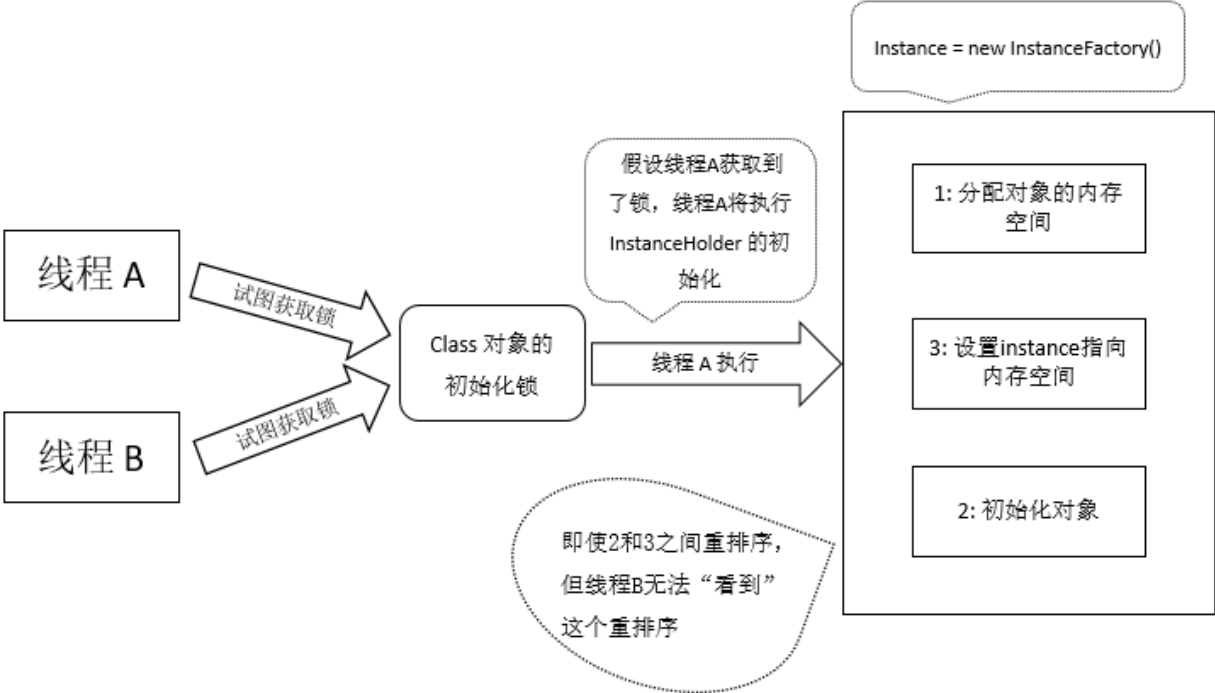 Instance = new InstanceFactory()
假设线程A获取到
了锁，线程A将执行
InstanceHolder 的初
始化
1: 分配对象的内存
空间
线程 A
试图获取锁
Class 对象的
初始化锁
线程 A 执行
3: 设置instance指向
内存空间
线程 B
试图获取锁
2: 初始化对象
即使2和3之间重排序，
但线程B无法“看到”
这个重排序